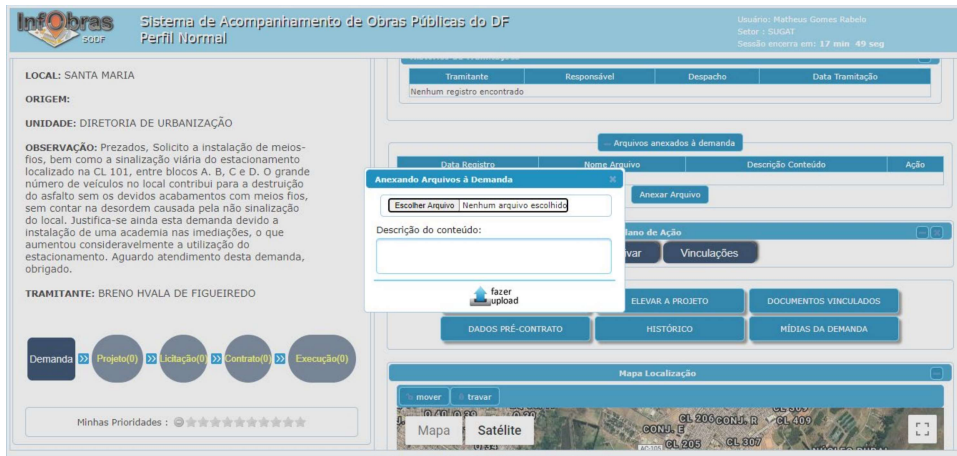 InfObras
SODF
Sistema de Acompanhamento de Obras Públicas do DF
Perfil Normal
Usuário: Matheus Gomes Rabelo
Setor : SUGAT
Sessão encerra em: 17 min 49 seg
LOCAL: SANTA MARIA
ORIGEM:
UNIDADE: DIRETORIA DE URBANIZAÇÃO
OBSERVAÇÃO: Prezados, Solicito a instalação de meios-
fios, bem como a sinalização viária do estacionamento
localizado na CL 101, entre blocos A. B, C e D. O grande
número de veículos no local contribui para a destruição
do asfalto sem os devidos acabamentos com meios fios,
sem contar na desordem causada pela não sinalização
do local. Justifica-se ainda esta demanda devido a
instalação de uma academia nas imediações, o que
aumentou consideravelmente a utilização do
estacionamento. Aguardo atendimento desta demanda,
obrigado.
TRAMITANTE: BRENO HVALA DE FIGUEIREDO
Demanda Projeto(0) Licitação(0) Contrato(0) Execução(0)
Minhas Prioridades :
Tramitante Responsável Despacho Data Tramitação
Nenhum registro encontrado
Arquivos anexados à demanda
Data Registro Nome Arquivo Descrição Conteúdo Ação
Anexar Arquivo
Anexando Arquivos à Demanda
Escolher Arquivo Nenhum arquivo escolhido
Descrição do conteúdo:
fazer
upload
lano de Ação
var Vinculações
ELEVAR A PROJETO DOCUMENTOS VINCULADOS
DADOS PRÉ-CONTRATO HISTÓRICO MÍDIAS DA DEMANDA
Mapa Localização
mover travar
Mapa Satélite
CL 206 CONJ. R CL 409
CONJ. E
CL 205 CL 307